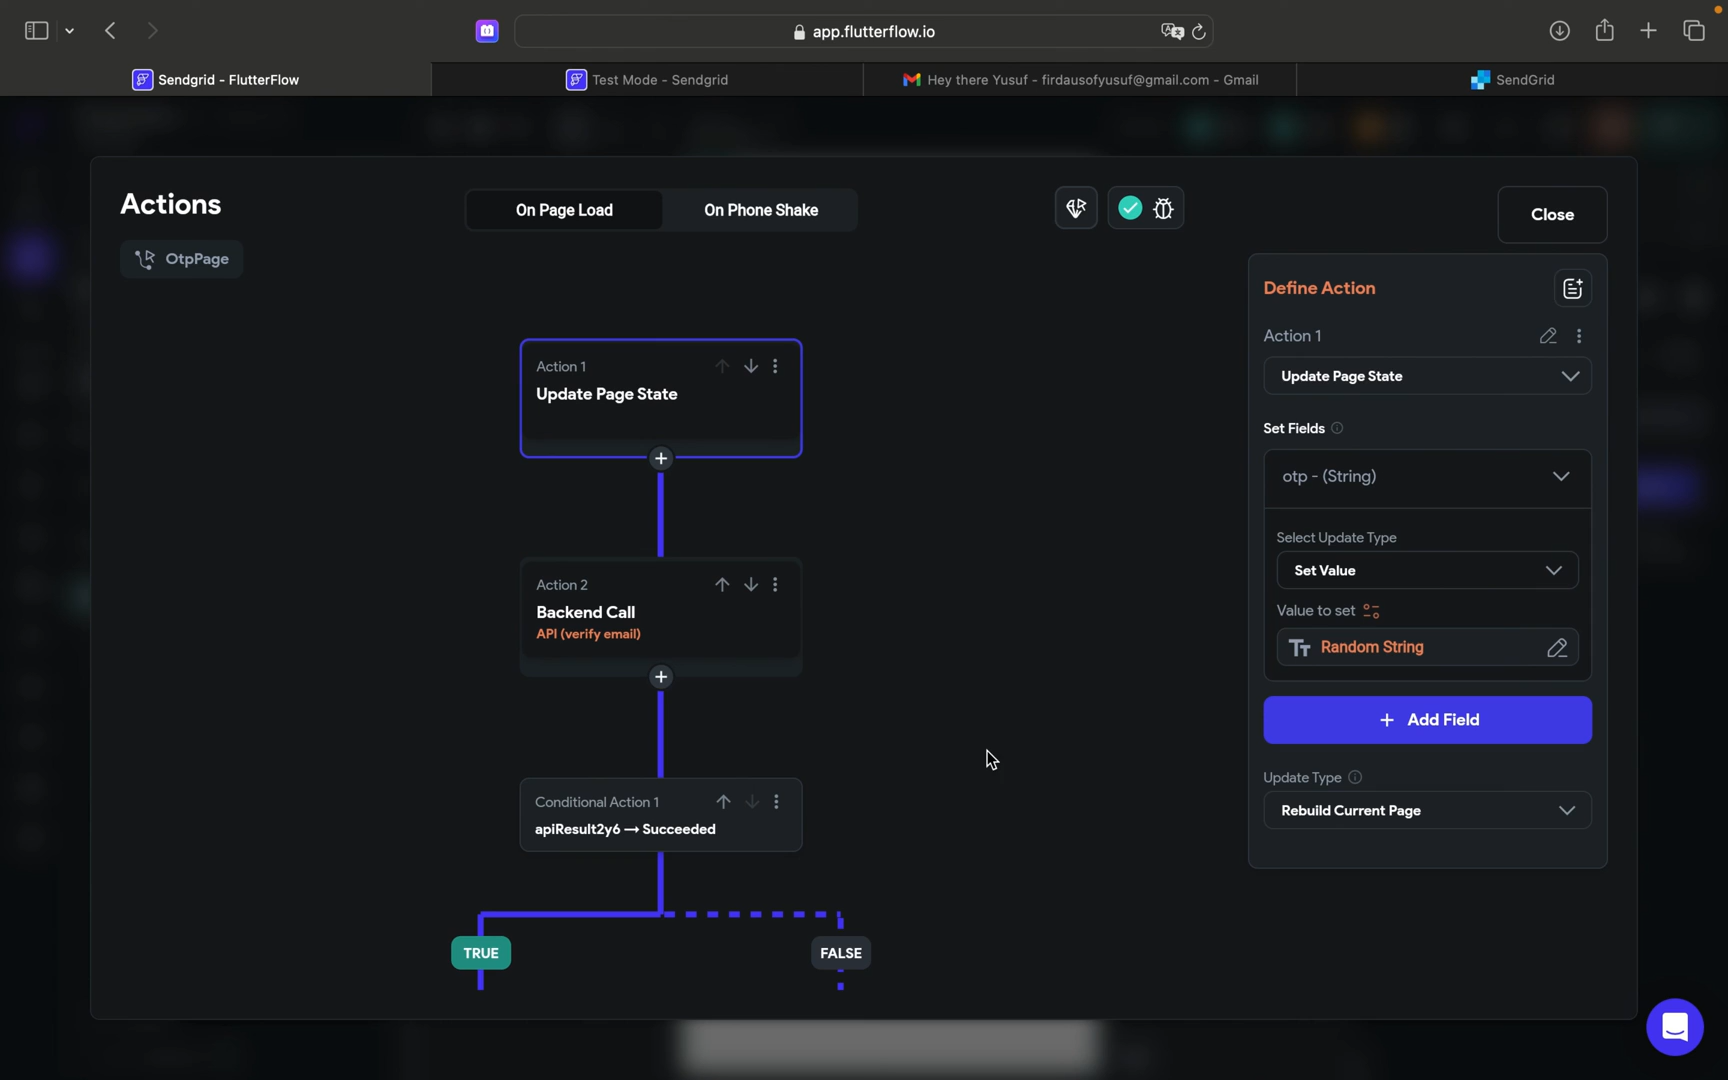 app.flutterflow.io
Sendgrid - FlutterFlow
Test Mode - Sendgrid
Hey there Yusuf - firdausofyusuf@gmail.com - Gmail
SendGrid
Actions
On Page Load
On Phone Shake
Close
OtpPage
Define Action
Action 1
Update Page State
Set Fields
otp - (String)
Select Update Type
Set Value
Value to set
Random String
+ Add Field
Update Type
Rebuild Current Page
Action 1
Update Page State
Action 2
Backend Call
API (verify email)
Conditional Action 1
apiResult2y6 → Succeeded
TRUE
FALSE